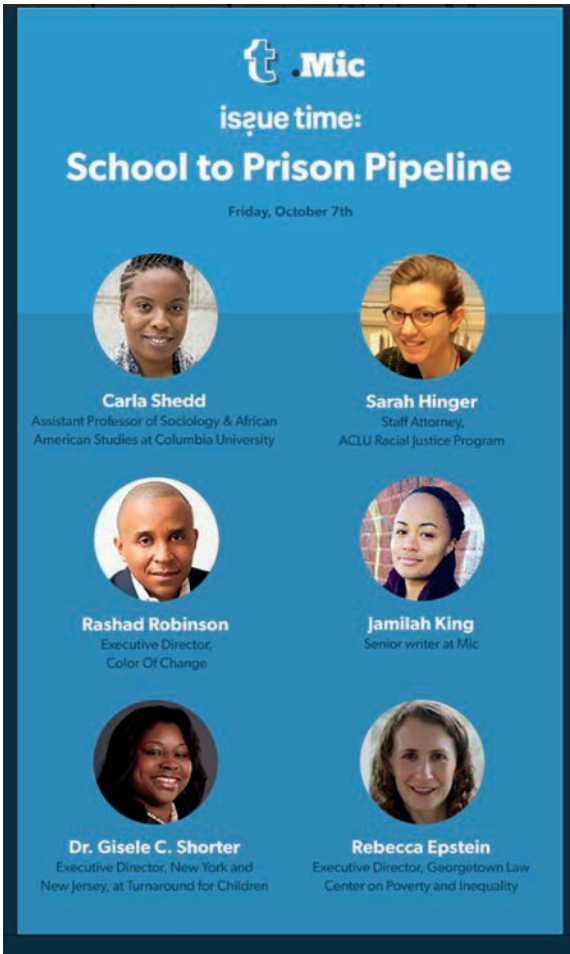 t .Mic
issue time:
School to Prison Pipeline
Friday, October 7th
Carla Shedd
Assistant Professor of Sociology & African
American Studies at Columbia University
Sarah Hinger
Staff Attorney,
ACLU Racial Justice Program
Rashad Robinson
Executive Director,
Color Of Change
Jamilah King
Senior writer at Mic
Dr. Gisele C. Shorter
Executive Director, New York and
New Jersey, at Turnaround for Children
Rebecca Epstein
Executive Director, Georgetown Law
Center on Poverty and Inequality